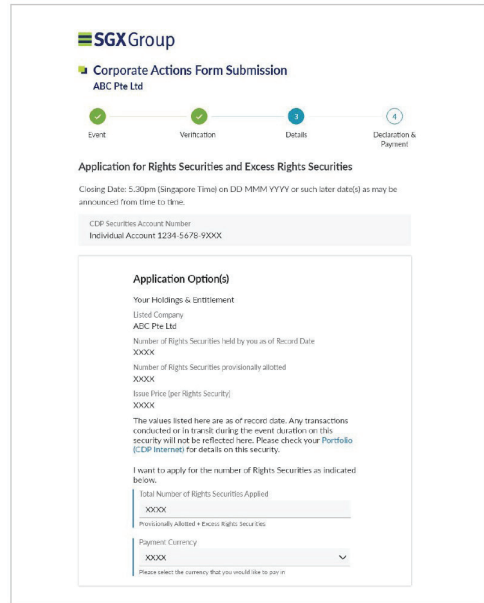 SGXGroup
Corporate Actions Form Submission
ABC Pte Ltd
3
4
Event
Verification
Details
Declaration &
Payment
Application for Rights Securities and Excess Rights Securities
Closing Date: 5.30pm (Singapore Time) on DD MMM YYYY or such later date(s) as may be
announced from time to time.
CDP Securities Account Number
Individual Account 1234-5678-9XXX
Application Option(s)
Your Holdings & Entitlement
Listed Company
ABC Pte Ltd
Number of Rights Securities held by you as of Record Date
XXXX
Number of Rights Securities provisionally allotted
XXXX
Issue Price (per Rights Security)
XXXX
The values listed here are as of record date. Any transactions
conducted or in transit during the event duration on this
security will not be reflected here. Please check your Portfolio
(CDP Internet) for details on this security.
I want to apply for the number of Rights Securities as indicated
below.
Total Number of Rights Securities Applied
XXXX
Provisionally Allotted + Excess Rights Securities
Payment Currency
XXXX
Please select the currency that you would like to pay in